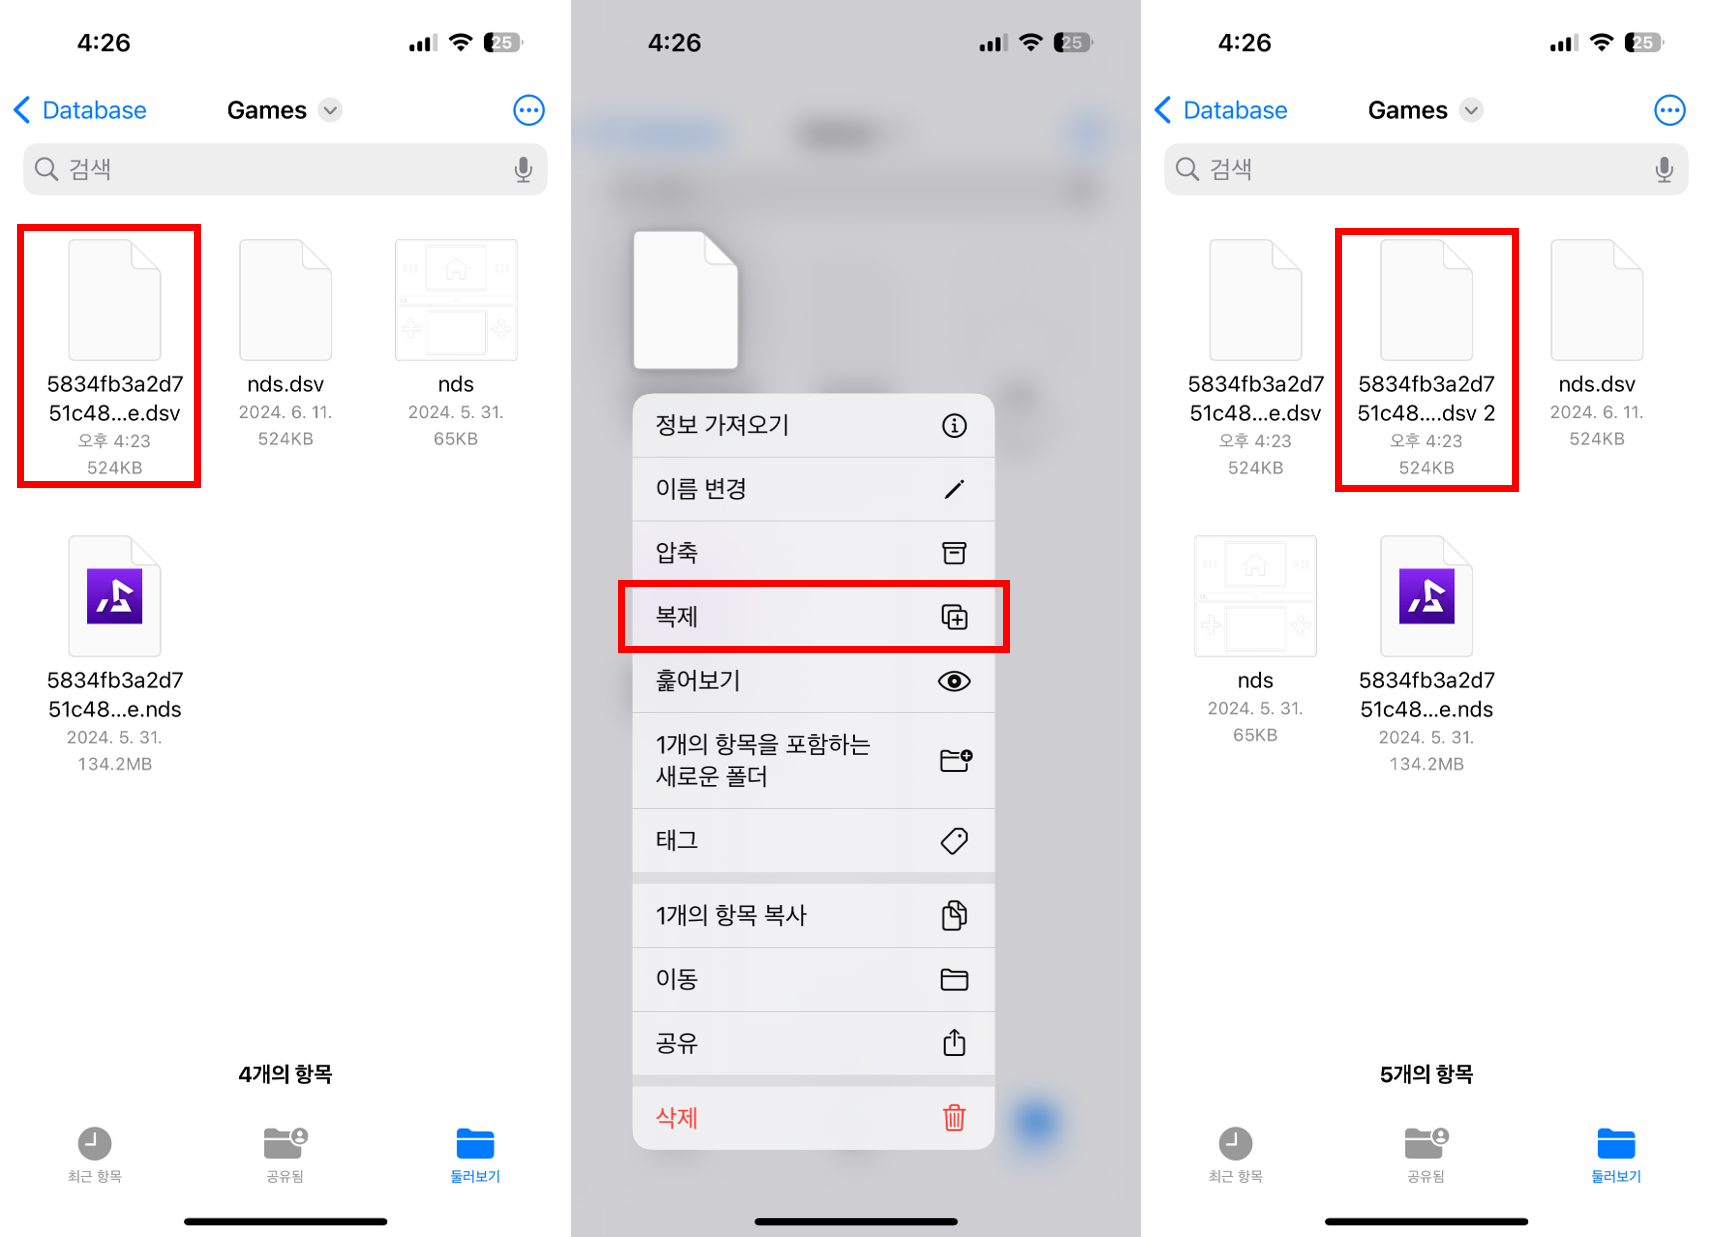 4:26
25
Database
Games
검색
5834fb3a2d7
51c48...e.dsv
오후 4:23
524KB
nds.dsv
2024. 6. 11.
524KB
nds
2024. 5. 31.
65KB
5834fb3a2d7
51c48...e.nds
2024. 5. 31.
134.2MB
4개의 항목
최근 항목
공유됨
둘러보기
4:26
25
정보 가져오기
이름 변경
압축
복제
훑어보기
1개의 항목을 포함하는
새로운 폴더
태그
1개의 항목 복사
이동
공유
삭제
4:26
25
Database
Games
검색
5834fb3a2d7
51c48...e.dsv
오후 4:23
524KB
5834fb3a2d7
51c48....dsv 2
오후 4:23
524KB
nds.dsv
2024. 6. 11.
524KB
nds
2024. 5. 31.
65KB
5834fb3a2d7
51c48...e.nds
2024. 5. 31.
134.2MB
5개의 항목
최근 항목
공유됨
둘러보기